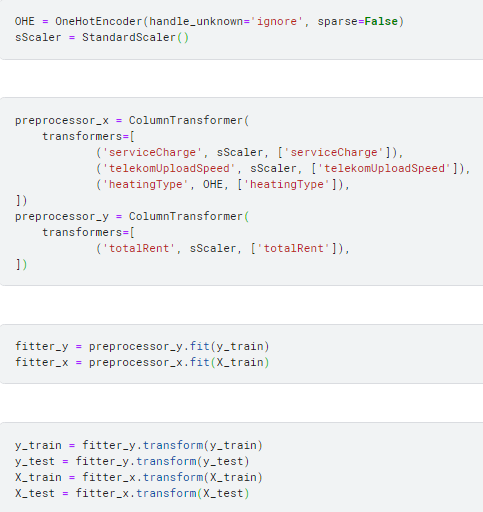 OHE = OneHotEncoder(handle_unknown='ignore', sparse=False)
sScaler = StandardScaler()
preprocessor_x = ColumnTransformer(
    transformers=[
            ('serviceCharge', sScaler, ['serviceCharge']),
            ('telekomUploadSpeed', sScaler, ['telekomUploadSpeed']),
            ('heatingType', OHE, ['heatingType']),
])
preprocessor_y = ColumnTransformer(
    transformers=[
            ('totalRent', sScaler, ['totalRent']),
])
fitter_y = preprocessor_y.fit(y_train)
fitter_x = preprocessor_x.fit(X_train)
y_train = fitter_y.transform(y_train)
y_test = fitter_y.transform(y_test)
X_train = fitter_x.transform(X_train)
X_test = fitter_x.transform(X_test)